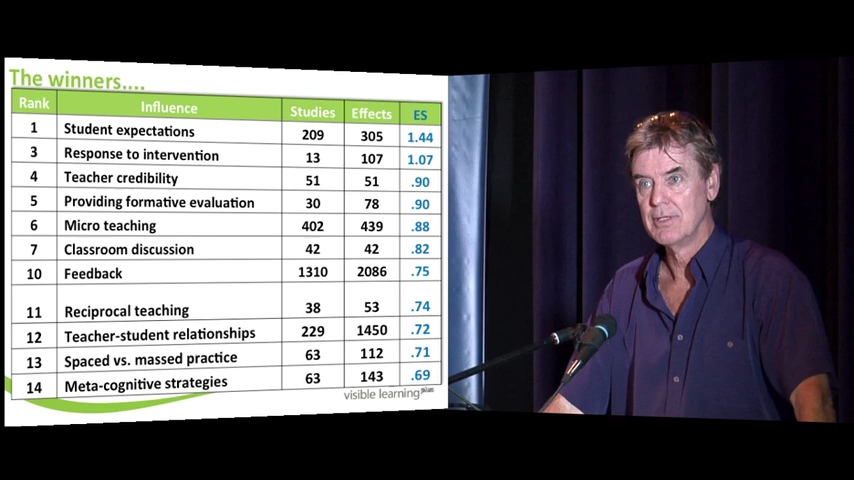 The winners....
Rank Influence Studies Effects ES
1 Student expectations 209 305 1.44
3 Response to intervention 13 107 1.07
4 Teacher credibility 51 51 .90
5 Providing formative evaluation 30 78 .90
6 Micro teaching 402 439 .88
7 Classroom discussion 42 42 .82
10 Feedback 1310 2086 .75
11 Reciprocal teaching 38 53 .74
12 Teacher-student relationships 229 1450 .72
13 Spaced vs. massed practice 63 112 .71
14 Meta-cognitive strategies 63 143 .69
visible learning plus